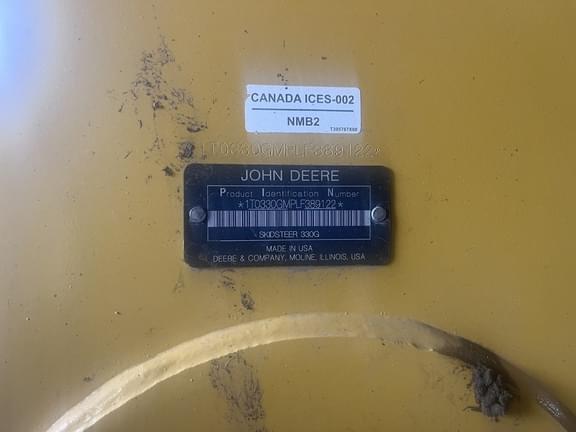 CANADA ICES-002
NMB2
1T0330GMPLF389122*
JOHN DEERE
Product Identification Number
*1T0330GMPLF389122*
SKIDSTEER 330G
MADE IN USA
DEERE & COMPANY, MOLINE, ILLINOIS, USA